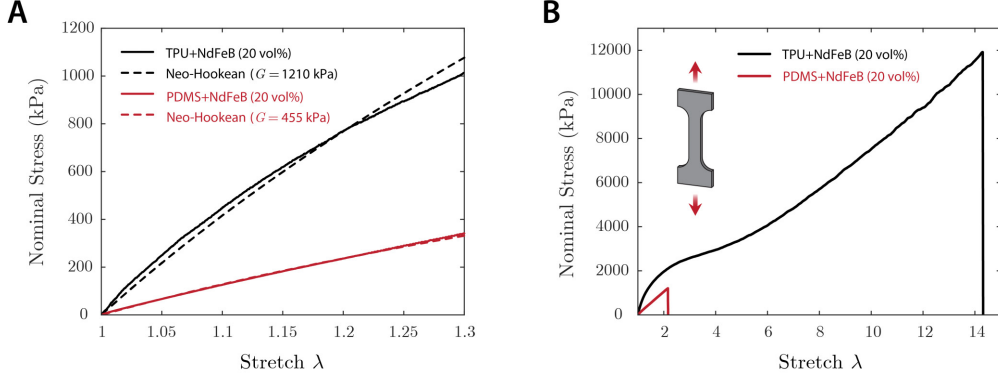 A
1200
1000
800
600
400
200
0
Nominal Stress (kPa)
TPU+NdFeB (20 vol%)
Neo-Hookean (G = 1210 kPa)
PDMS+NdFeB (20 vol%)
Neo-Hookean (G = 455 kPa)
1 1.05 1.1 1.15 1.2 1.25 1.3
Stretch λ
B
12000
10000
8000
6000
4000
2000
0
Nominal Stress (kPa)
TPU+NdFeB (20 vol%)
PDMS+NdFeB (20 vol%)
2 4 6 8 10 12 14
Stretch λ